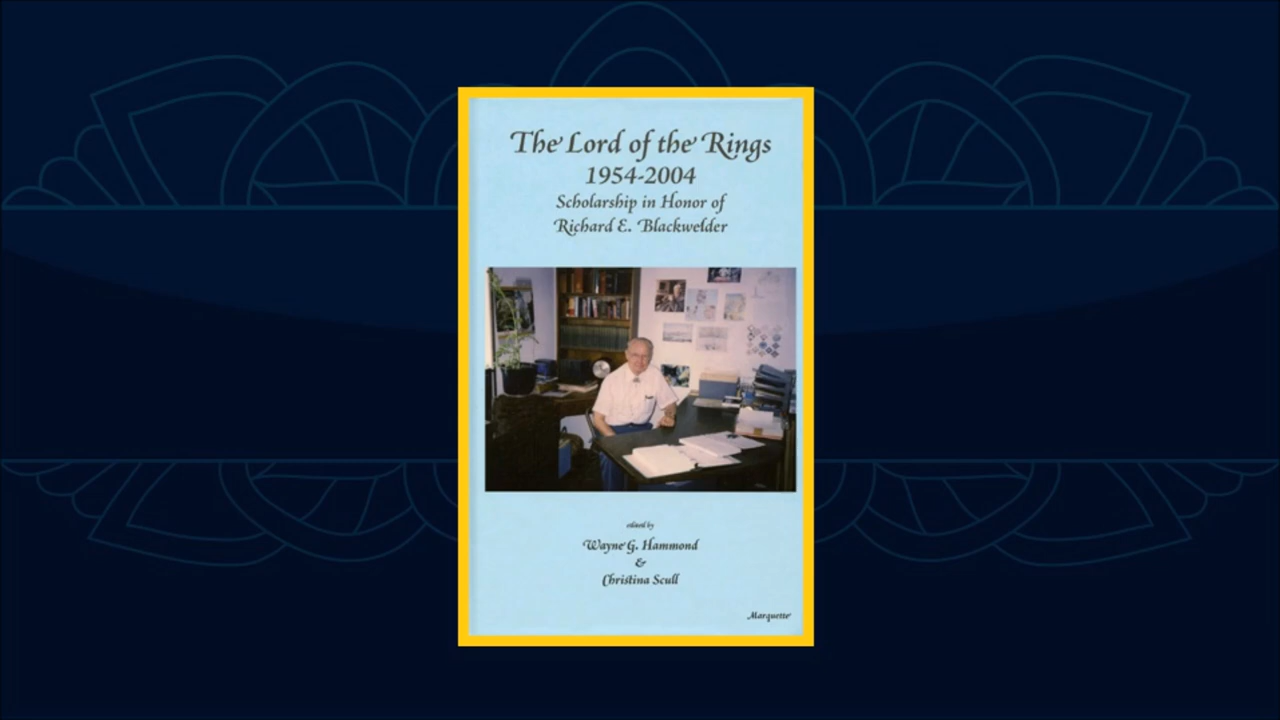 The Lord of the Rings
1954-2004
Scholarship in Honor of
Richard E. Blackwelder
edited by
Wayne G. Hammond
&
Christina Scull
Marquette